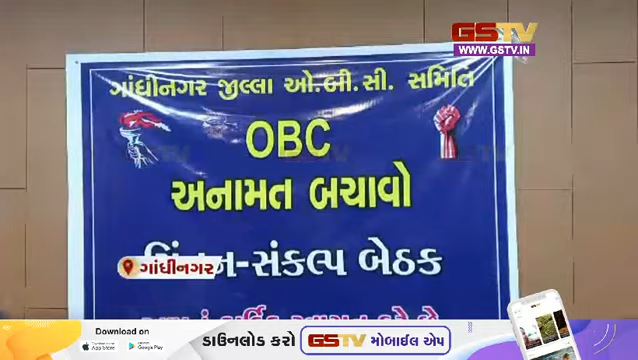 GSTV
WWW.GSTV.IN
ગાંધીનગર જીલ્લા ઓ.બી.સી. સમિતિ
OBC
અનામત બચાવો
-સંકલ્પ બેઠક
ગાંધીનગર
Download on
App Store
Google Play
ડાઉનલોડ કરો GSTV મોબાઈલ એપ